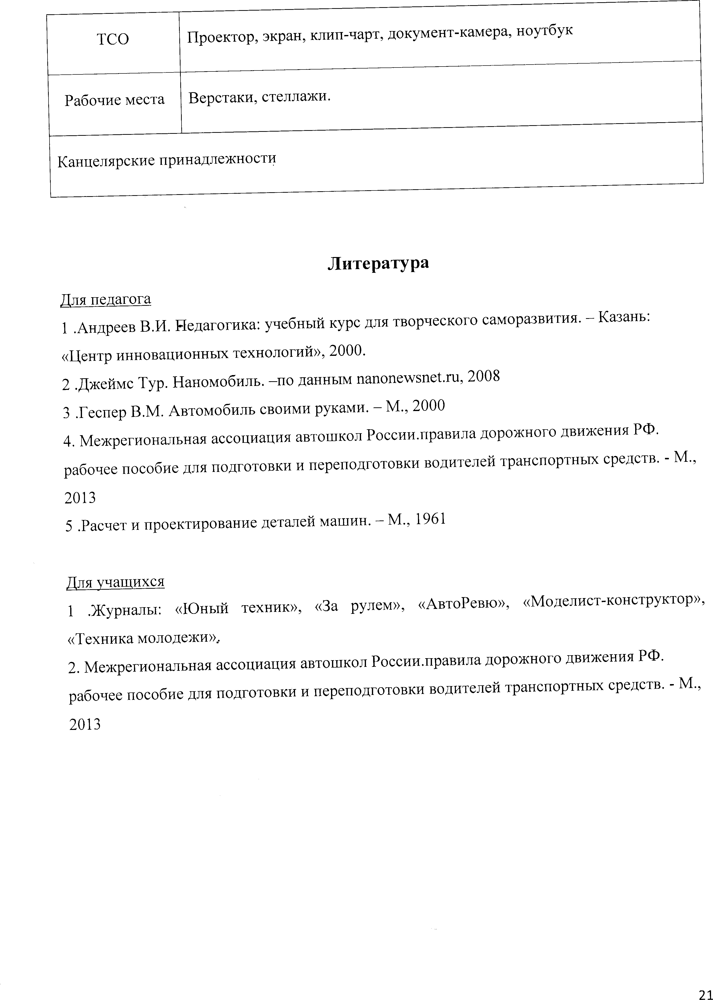 ТСО Проектор, экран, клип-чарт, документ-камера, ноутбук
Рабочие места Верстаки, стеллажи.
Канцелярские принадлежности
Литература
Для педагога
1 .Андреев В.И. Педагогика: учебный курс для творческого саморазвития. – Казань:
«Центр инновационных технологий», 2000.
2 .Джеймс Тур. Наномобиль. –по данным nanonewsnet.ru, 2008
3 .Геспер В.М. Автомобиль своими руками. – М., 2000
4. Межрегиональная ассоциация автошкол России.правила дорожного движения РФ.
рабочее пособие для подготовки и переподготовки водителей транспортных средств. - М.,
2013
5 .Расчет и проектирование деталей машин. – М., 1961
Для учащихся
1 .Журналы: «Юный техник», «За рулем», «АвтоРевю», «Моделист-конструктор»,
«Техника молодежи».
2. Межрегиональная ассоциация автошкол России.правила дорожного движения РФ.
рабочее пособие для подготовки и переподготовки водителей транспортных средств. - М.,
2013
21